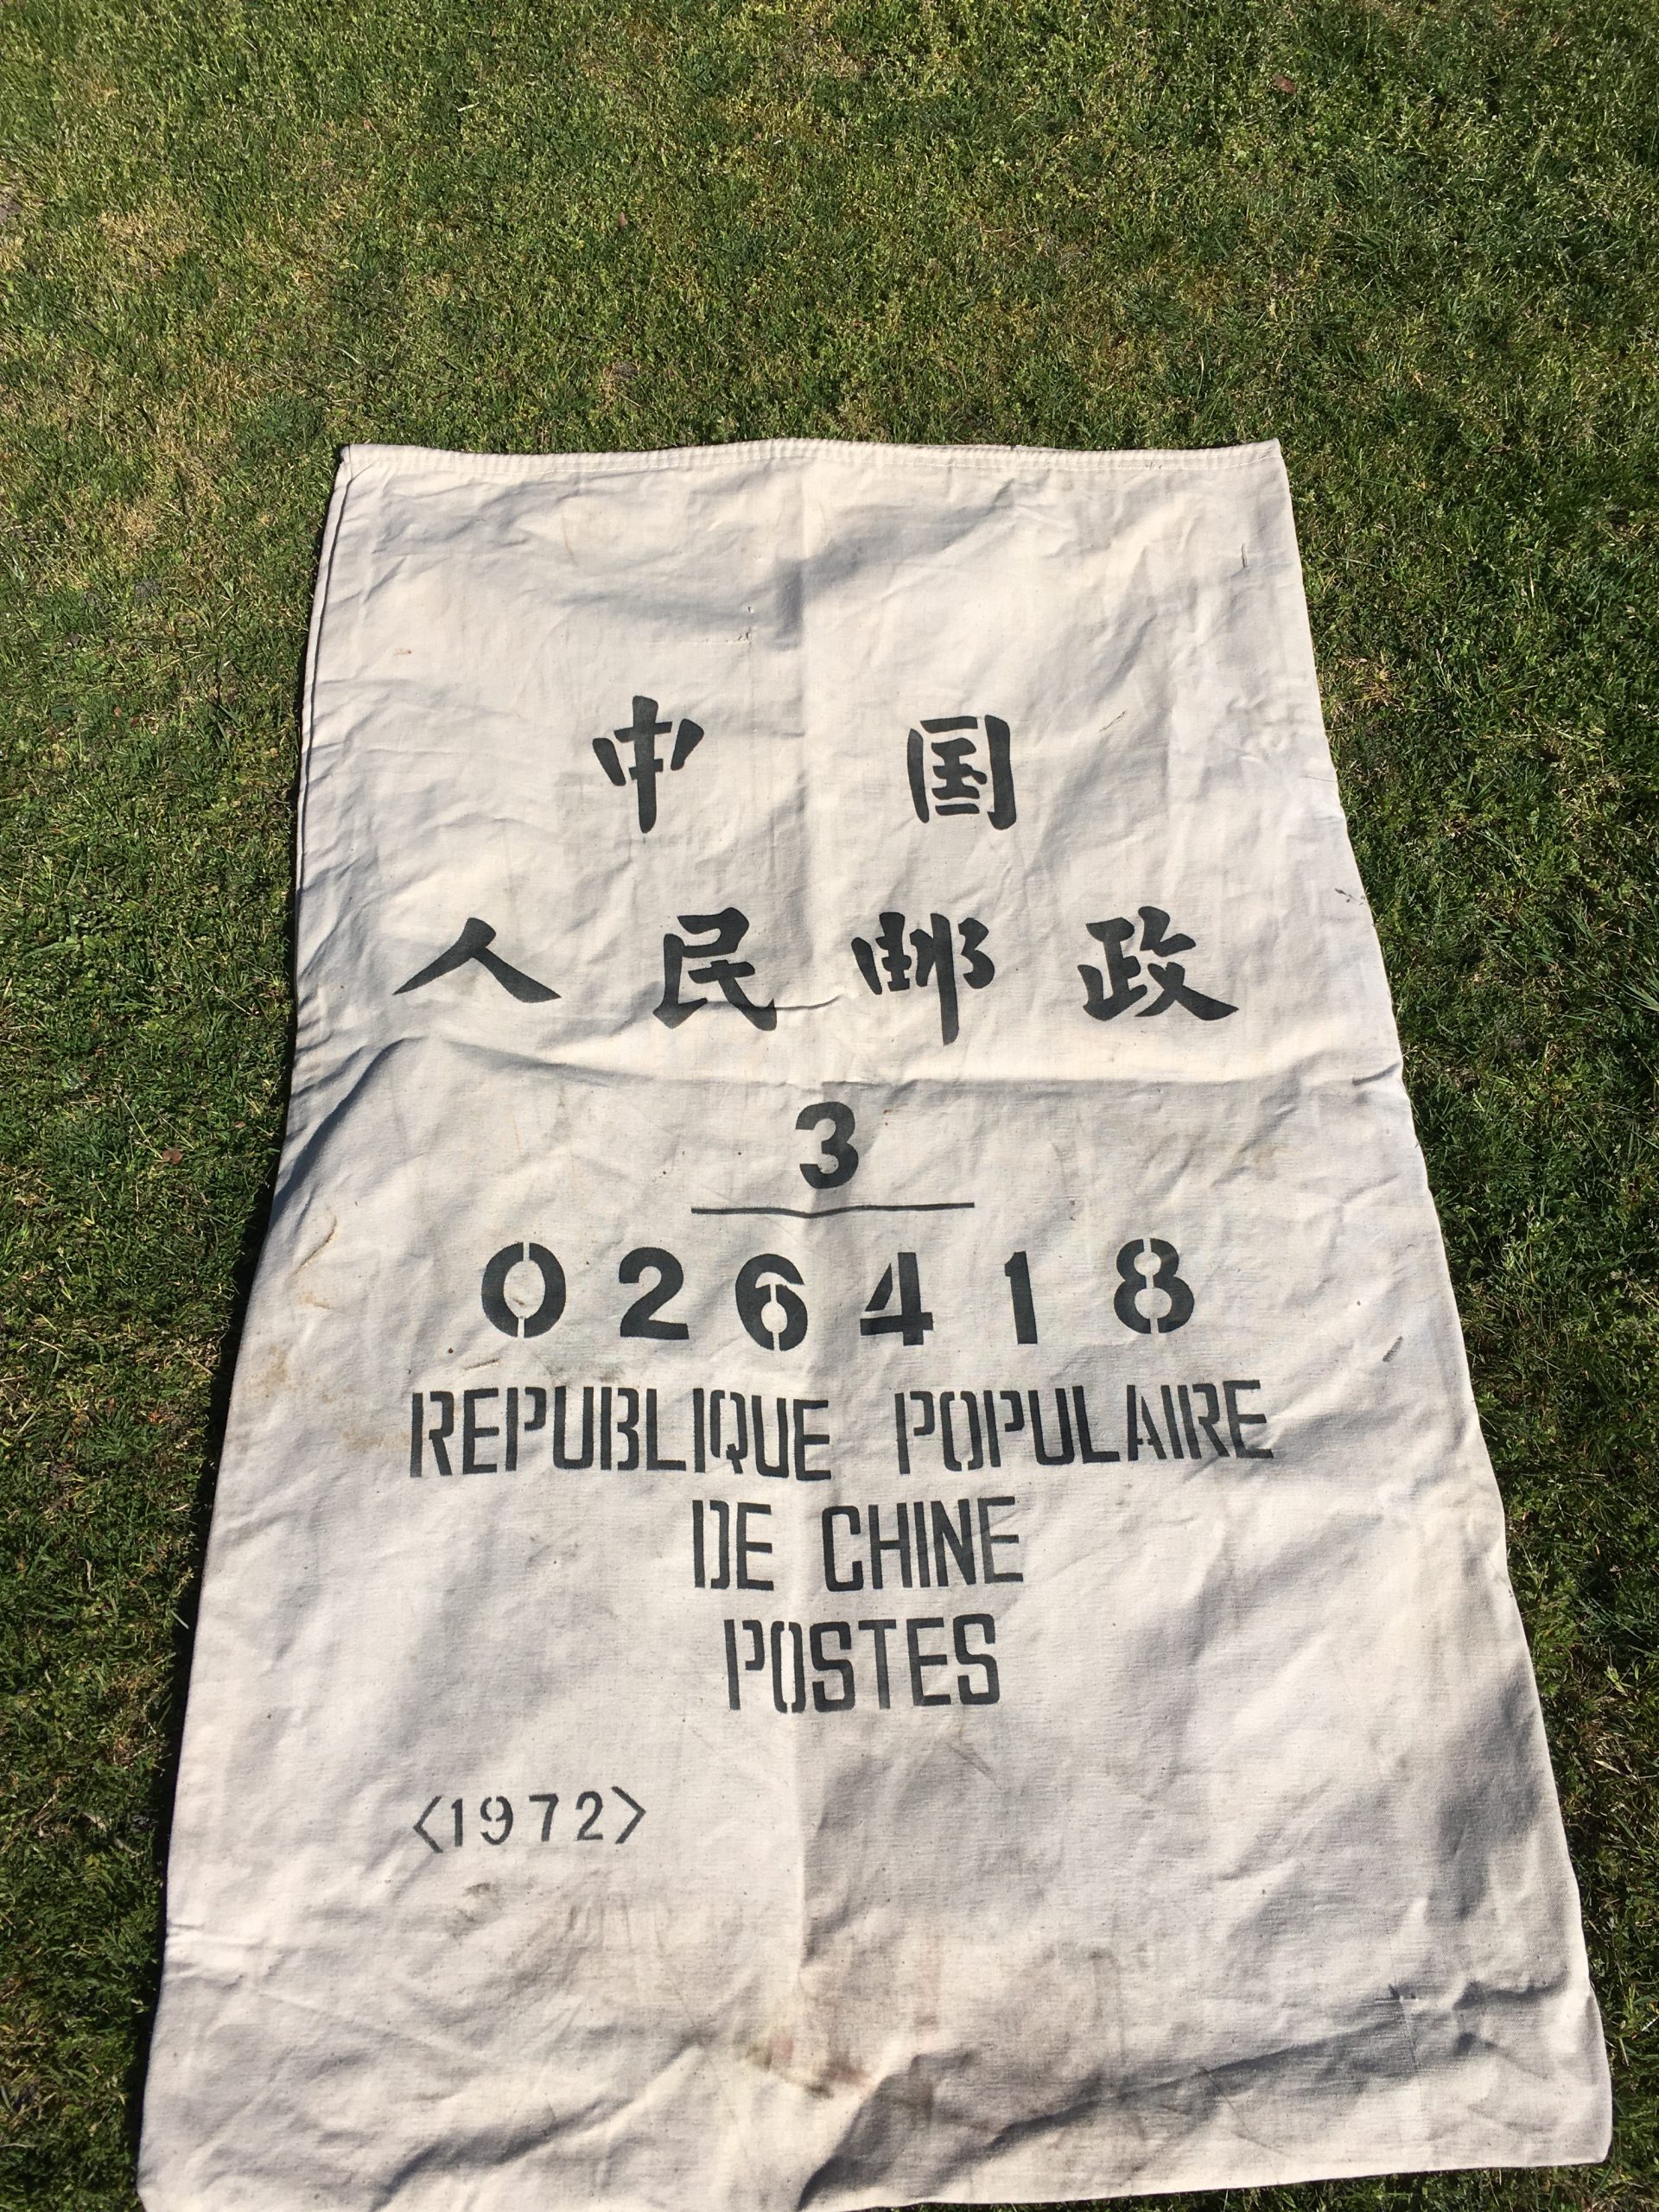 中 国
人 民 邮 政
3
026418
REPUBLIQUE POPULAIRE
DE CHINE
POSTES
<1972>